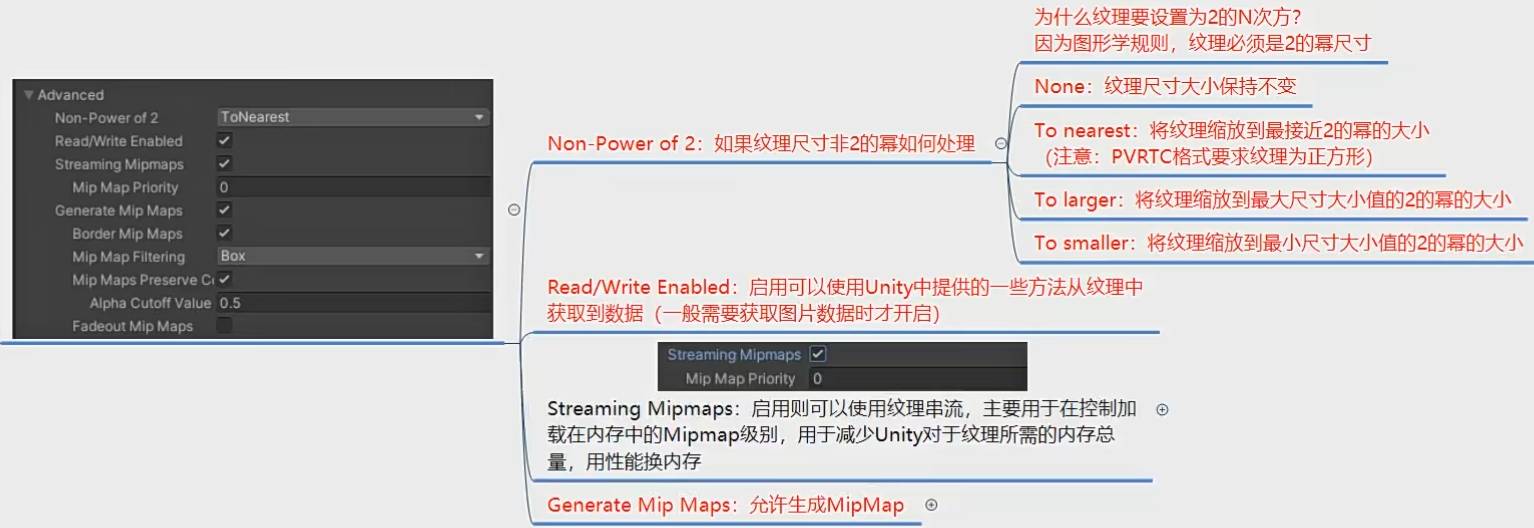 Advanced
Non-Power of 2 ToNearest
Read/Write Enabled
Streaming Mipmaps
Mip Map Priority 0
Generate Mip Maps
Border Mip Maps
Mip Map Filtering Box
Mip Maps Preserve Co
Alpha Cutoff Value 0.5
Fadeout Mip Maps
Non-Power of 2：如果纹理尺寸非2的幂如何处理
为什么纹理要设置为2的N次方？
因为图形学规则，纹理必须是2的幂尺寸
None：纹理尺寸大小保持不变
To nearest：将纹理缩放到最接近2的幂的大小
（注意：PVRTC格式要求纹理为正方形）
To larger：将纹理缩放到最大尺寸大小值的2的幂的大小
To smaller：将纹理缩放到最小尺寸大小值的2的幂的大小
Read/Write Enabled：启用可以使用Unity中提供的一些方法从纹理中
获取到数据（一般需要获取图片数据时才开启）
Streaming Mipmaps
Mip Map Priority 0
Streaming Mipmaps：启用则可以使用纹理串流，主要用于在控制加
载在内存中的Mipmap级别，用于减少Unity对于纹理所需的内存总
量，用性能换内存
Generate Mip Maps：允许生成MipMap